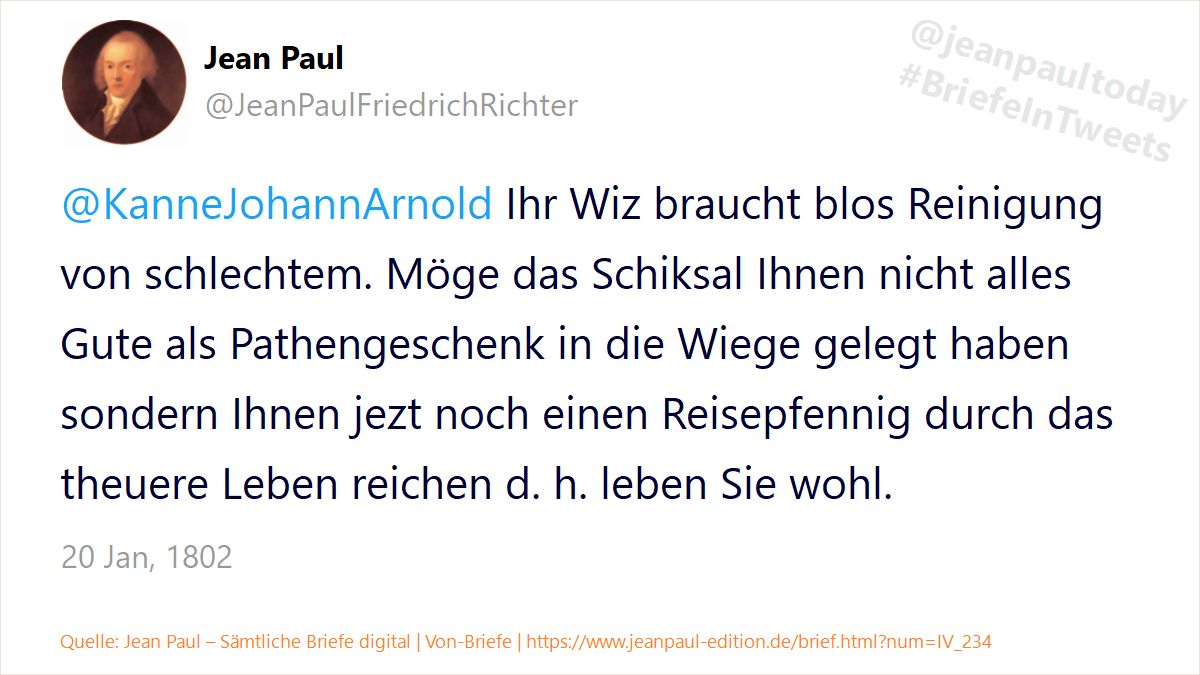 Jean Paul
@JeanPaulFriedrichRichter
@jeanpaultoday
#BriefeInTweets
@KanneJohannArnold Ihr Wiz braucht blos Reinigung
von schlechtem. Möge das Schiksal Ihnen nicht alles
Gute als Pathengeschenk in die Wiege gelegt haben
sondern Ihnen jezt noch einen Reisepfennig durch das
theuere Leben reichen d. h. leben Sie wohl.
20 Jan, 1802
Quelle: Jean Paul – Sämtliche Briefe digital | Von-Briefe | https://www.jeanpaul-edition.de/brief.html?num=IV_234